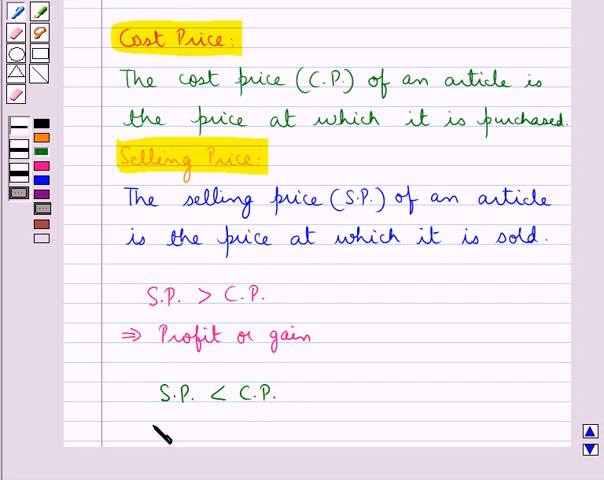 Cost Price:
The cost price (C.P.) of an article is
the price at which it is purchased.
Selling Price:
The selling price (S.P.) of an article
is the price at which it is sold.
S.P. > C.P.
⇒ Profit or gain
S.P. < C.P.